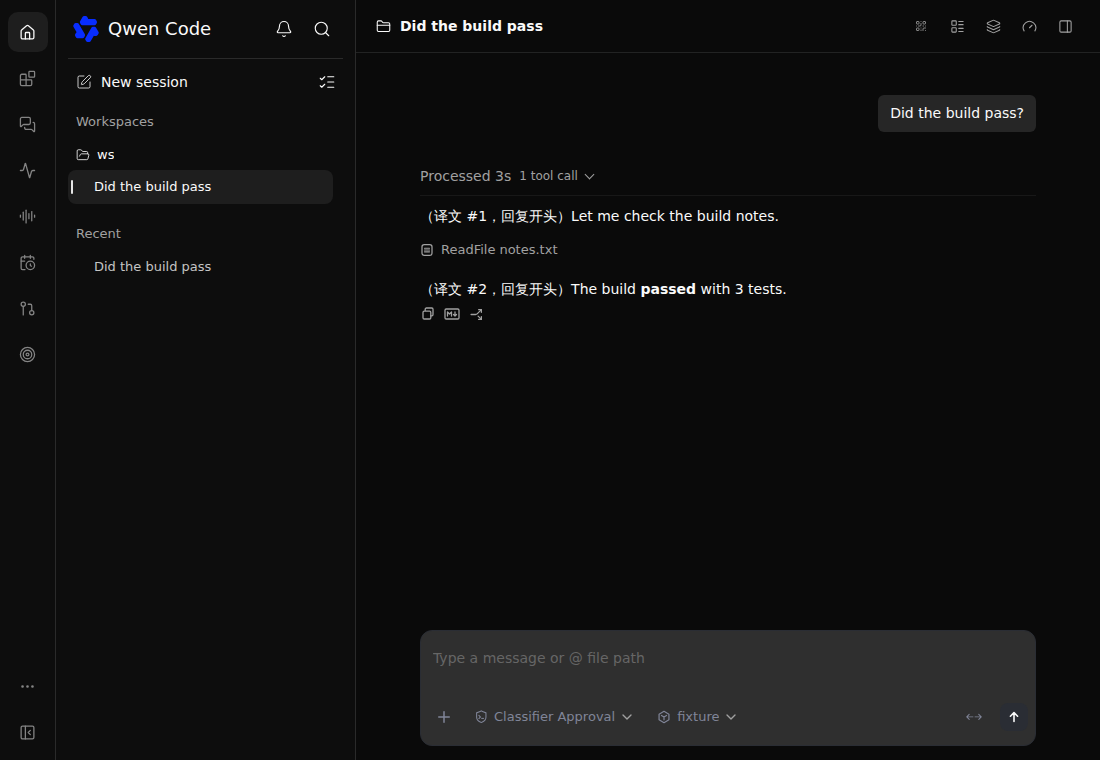 Qwen Code
New session
Workspaces
ws
Did the build pass
Recent
Did the build pass
Did the build pass
Did the build pass?
Processed 3s 1 tool call
（译文 #1，回复开头）Let me check the build notes.
ReadFile notes.txt
（译文 #2，回复开头）The build passed with 3 tests.
M↓
Type a message or @ file path
Classifier Approval
fixture